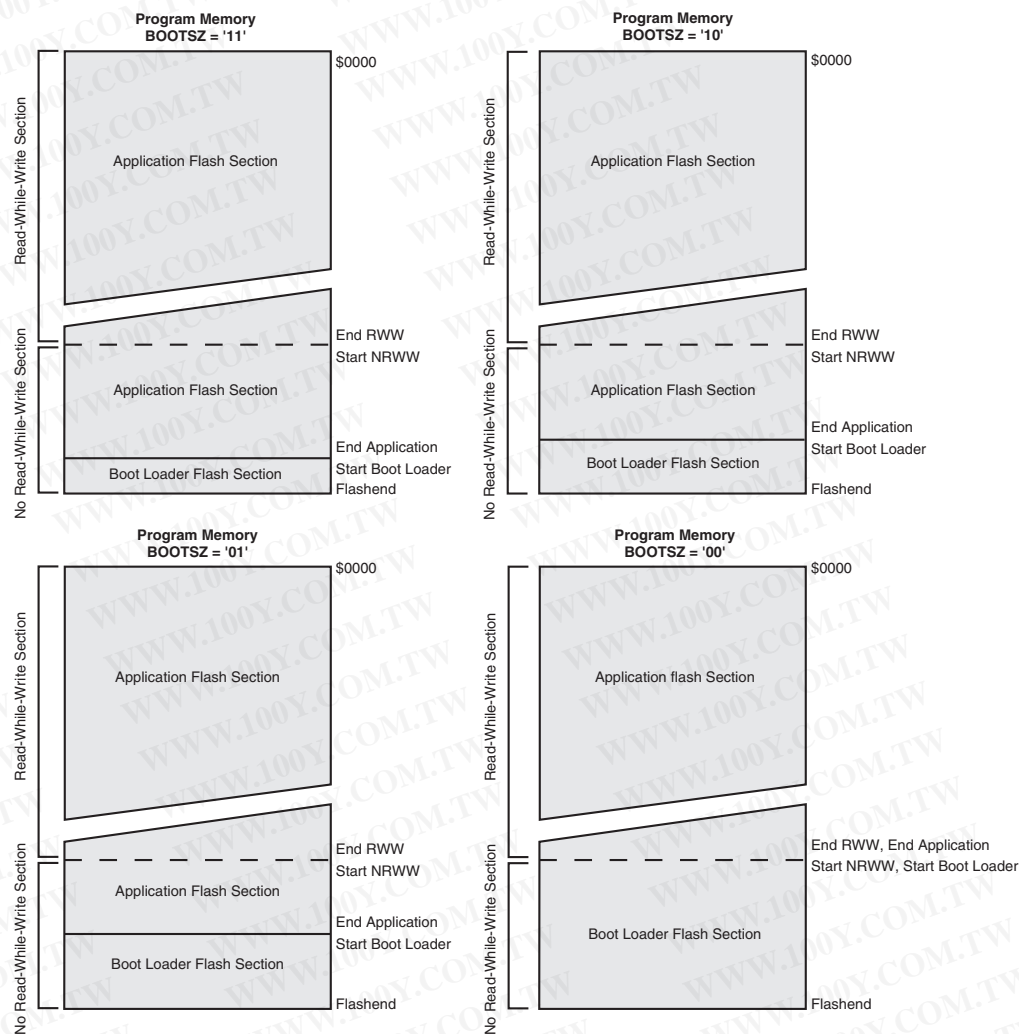 Program Memory
BOOTSZ = '11'
$0000
Read-While-Write Section
Application Flash Section
End RWW
Start NRWW
No Read-While-Write Section
Application Flash Section
End Application
Start Boot Loader
Boot Loader Flash Section
Flashend
Program Memory
BOOTSZ = '10'
$0000
Read-While-Write Section
Application Flash Section
End RWW
Start NRWW
No Read-While-Write Section
Application Flash Section
End Application
Start Boot Loader
Boot Loader Flash Section
Flashend
Program Memory
BOOTSZ = '01'
$0000
Read-While-Write Section
Application Flash Section
End RWW
Start NRWW
No Read-While-Write Section
Application Flash Section
End Application
Start Boot Loader
Boot Loader Flash Section
Flashend
Program Memory
BOOTSZ = '00'
$0000
Read-While-Write Section
Application flash Section
End RWW, End Application
Start NRWW, Start Boot Loader
No Read-While-Write Section
Boot Loader Flash Section
Flashend
WWW.100Y.COM.TW